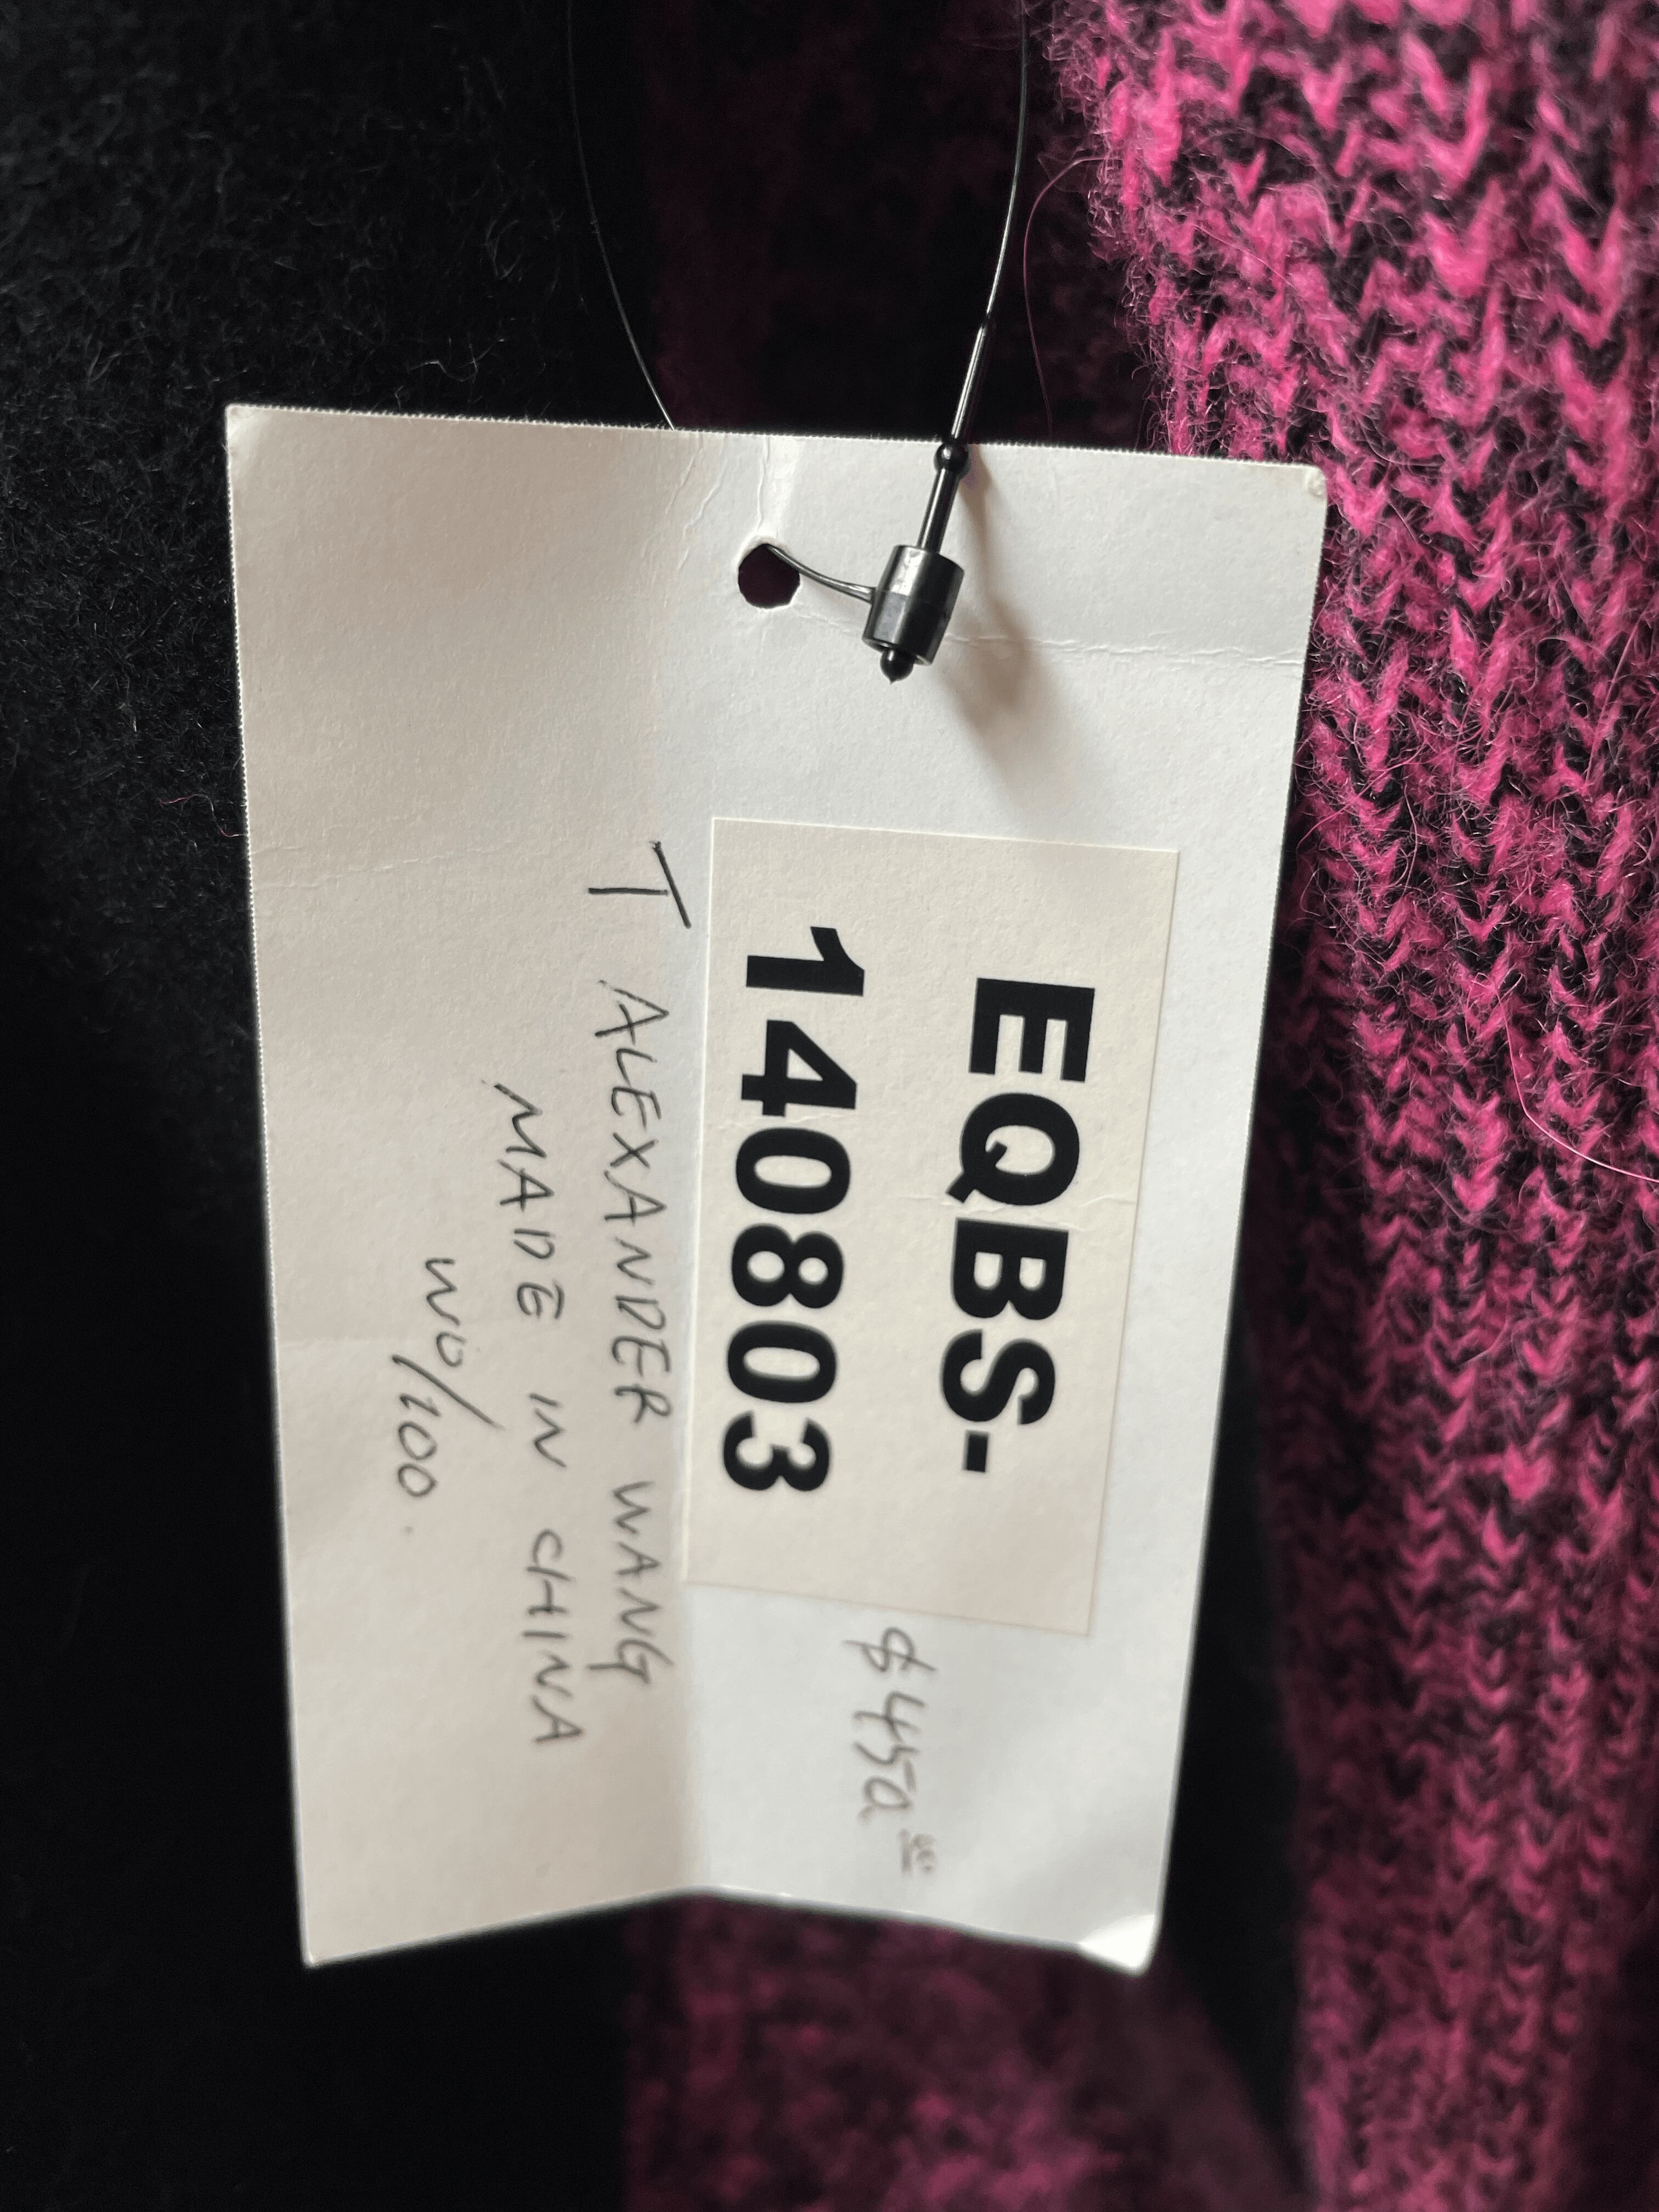 EQBS-
140803
$450.00
T ALEXANDER WANG
MADE IN CHINA
WO/100.